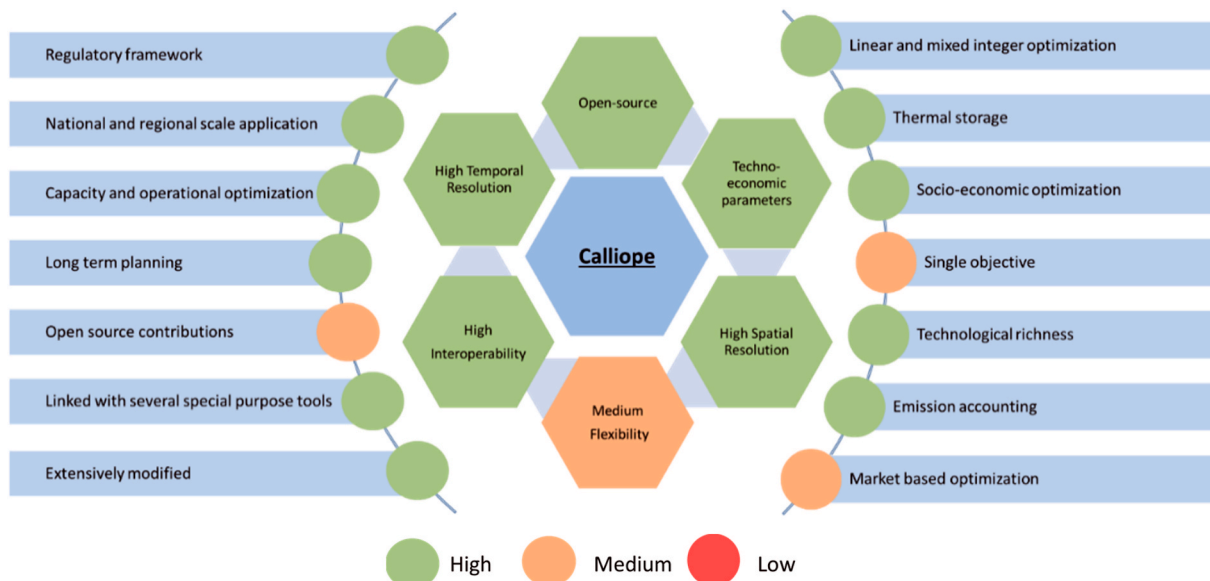 Regulatory framework
National and regional scale application
Capacity and operational optimization
Long term planning
Open source contributions
Linked with several special purpose tools
Extensively modified
Open-source
High Temporal
Resolution
Techno-
economic
parameters
Calliope
High
Interoperability
High Spatial
Resolution
Medium
Flexibility
Linear and mixed integer optimization
Thermal storage
Socio-economic optimization
Single objective
Technological richness
Emission accounting
Market based optimization
High
Medium
Low